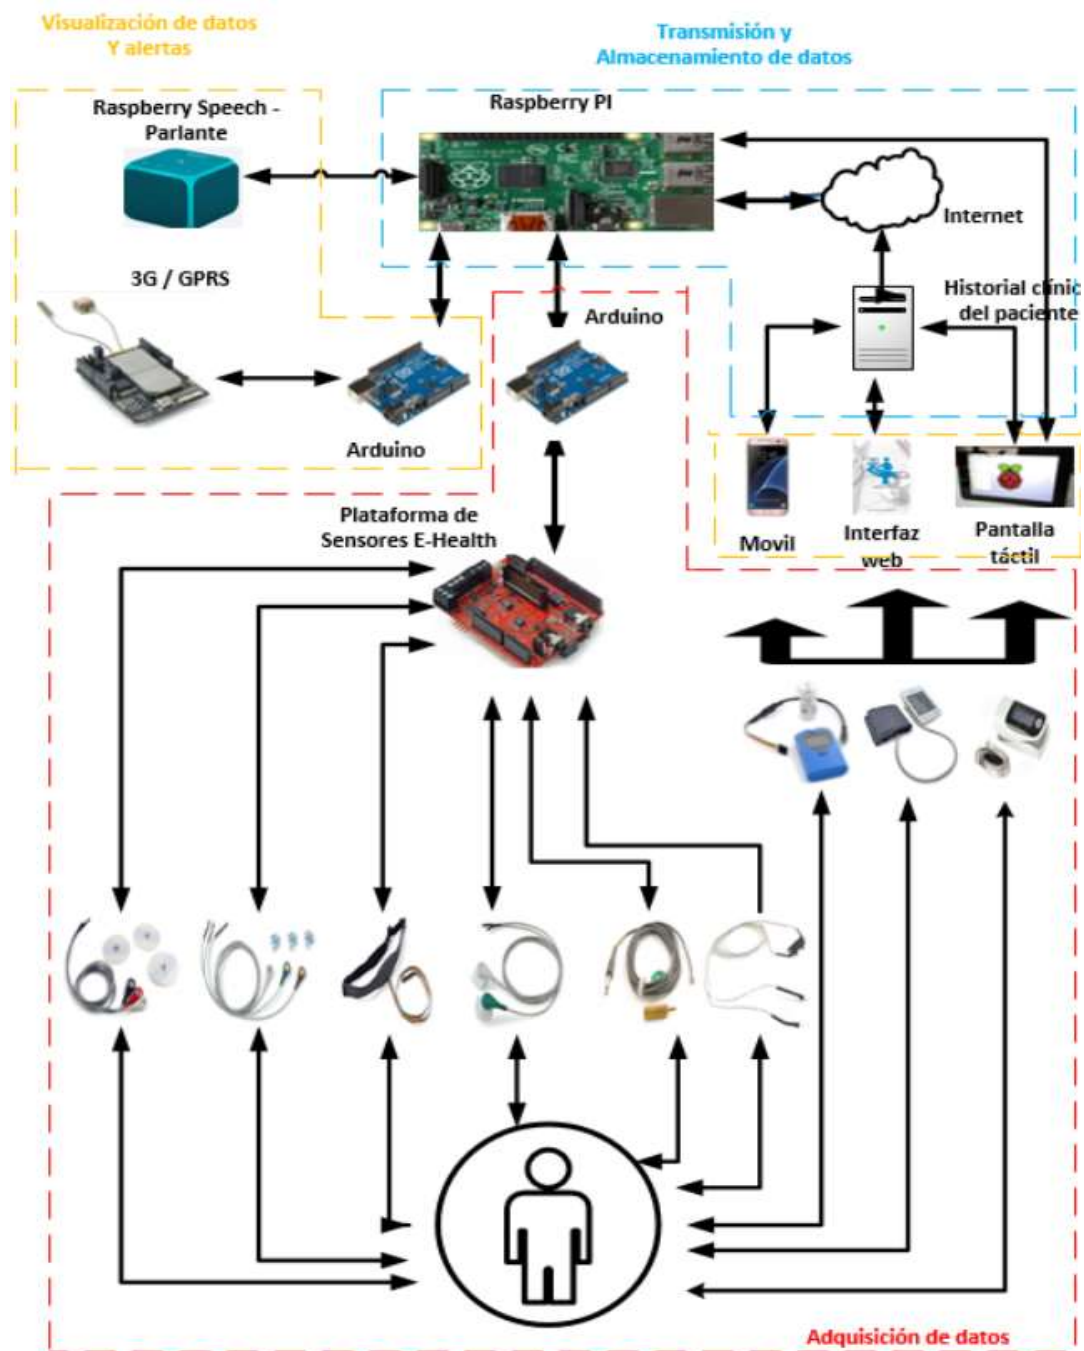 Visualización de datos
Y alertas
Transmisión y
Almacenamiento de datos
Raspberry Speech -
Parlante
Raspberry PI
Internet
3G / GPRS
Historial clínic
del paciente
Arduino
Arduino
Plataforma de
Sensores E-Health
Movil
Interfaz
web
Pantalla
táctil
Adquisición de datos